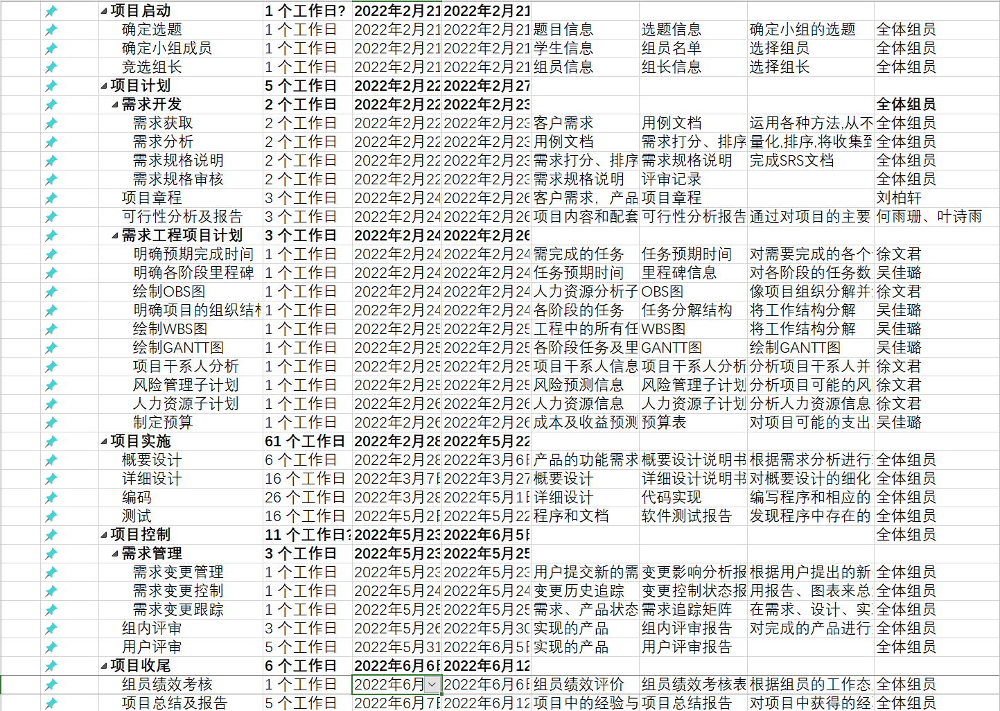 项目启动 1 个工作日? 2022年2月21 2022年2月21
确定选题 1 个工作日 2022年2月21 2022年2月21 题目信息 选题信息 确定小组的选题 全体组员
确定小组成员 1 个工作日 2022年2月21 2022年2月21 学生信息 组员名单 选择组员 全体组员
竞选组长 1 个工作日 2022年2月21 2022年2月21 组员信息 组长信息 选择组长 全体组员
项目计划 5 个工作日 2022年2月22 2022年2月27
需求开发 2 个工作日 2022年2月22 2022年2月23 全体组员
需求获取 2 个工作日 2022年2月22 2022年2月23 客户需求 用例文档 运用各种方法,从不 全体组员
需求分析 2 个工作日 2022年2月22 2022年2月23 用例文档 需求打分、排序 量化,排序,将收集到 全体组员
需求规格说明 2 个工作日 2022年2月22 2022年2月23 需求打分、排序 需求规格说明 完成SRS文档 全体组员
需求规格审核 2 个工作日 2022年2月22 2022年2月23 需求规格说明 评审记录 全体组员
项目章程 3 个工作日 2022年2月24 2022年2月26 客户需求，产品 项目章程 刘柏轩
可行性分析及报告 3 个工作日 2022年2月24 2022年2月26 项目内容和配套 可行性分析报告 通过对项目的主要 何雨珊、叶诗雨
需求工程项目计划 3 个工作日 2022年2月24 2022年2月26
明确预期完成时间 1 个工作日 2022年2月24 2022年2月24 需完成的任务 任务预期时间 对需要完成的各个 徐文君
明确各阶段里程碑 1 个工作日 2022年2月24 2022年2月24 任务预期时间 里程碑信息 对各阶段的任务数 吴佳璐
绘制OBS图 1 个工作日 2022年2月24 2022年2月24 人力资源分析子 OBS图 像项目组织分解并 徐文君
明确项目的组织结构 1 个工作日 2022年2月24 2022年2月24 各阶段的任务 任务分解结构 将工作结构分解 吴佳璐
绘制WBS图 1 个工作日 2022年2月25 2022年2月25 工程中的所有任 WBS图 将工作结构分解 吴佳璐
绘制GANTT图 1 个工作日 2022年2月25 2022年2月25 各阶段任务及里 GANTT图 绘制GANTT图 吴佳璐
项目干系人分析 1 个工作日 2022年2月25 2022年2月25 项目干系人信息 项目干系人分析 分析项目干系人并 徐文君
风险管理子计划 1 个工作日 2022年2月25 2022年2月25 风险预测信息 风险管理子计划 分析项目可能的风 徐文君
人力资源子计划 1 个工作日 2022年2月26 2022年2月26 人力资源信息 人力资源子计划 分析人力资源信息 徐文君
制定预算 1 个工作日 2022年2月26 2022年2月26 成本及收益预测 预算表 对项目可能的支出 吴佳璐
项目实施 61 个工作日 2022年2月28 2022年5月22
概要设计 6 个工作日 2022年2月28 2022年3月6日 产品的功能需求 概要设计说明书 根据需求分析进行 全体组员
详细设计 16 个工作日 2022年3月7日 2022年3月27 概要设计 详细设计说明书 对概要设计的细化 全体组员
编码 26 个工作日 2022年3月28 2022年5月1日 详细设计 代码实现 编写程序和相应的 全体组员
测试 16 个工作日 2022年5月2日 2022年5月22 程序和文档 软件测试报告 发现程序中存在的 全体组员
项目控制 11 个工作日? 2022年5月23 2022年6月5日 全体组员
需求管理 3 个工作日 2022年5月23 2022年5月25
需求变更管理 1 个工作日 2022年5月23 2022年5月23 用户提交新的需 变更影响分析报 根据用户提出的新 全体组员
需求变更控制 1 个工作日 2022年5月24 2022年5月24 变更历史追踪 变更控制状态报 用报告、图表来总 全体组员
需求变更跟踪 1 个工作日 2022年5月25 2022年5月25 需求、产品状态 需求追踪矩阵 在需求、设计、实 全体组员
组内评审 3 个工作日 2022年5月26 2022年5月30 实现的产品 组内评审报告 对完成的产品进行 全体组员
用户评审 5 个工作日 2022年5月31 2022年6月5日 实现的产品 用户评审报告 全体组员
项目收尾 6 个工作日 2022年6月6日 2022年6月12
组员绩效考核 1 个工作日 2022年6月 2022年6月6日 组员绩效评价 组员绩效考核表 根据组员的工作态 全体组员
项目总结及报告 5 个工作日 2022年6月7日 2022年6月12 项目中的经验与 项目总结报告 对项目中获得的经 全体组员